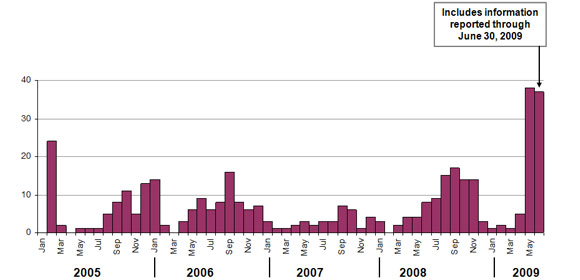 Includes information
reported through
June 30, 2009
40
30
20
10
0
Jan Mar May Jul Sep Nov Jan Mar May Jul Sep Nov Jan Mar May Jul Sep Nov Jan Mar May Jul Sep Nov Jan Mar May
2005 2006 2007 2008 2009